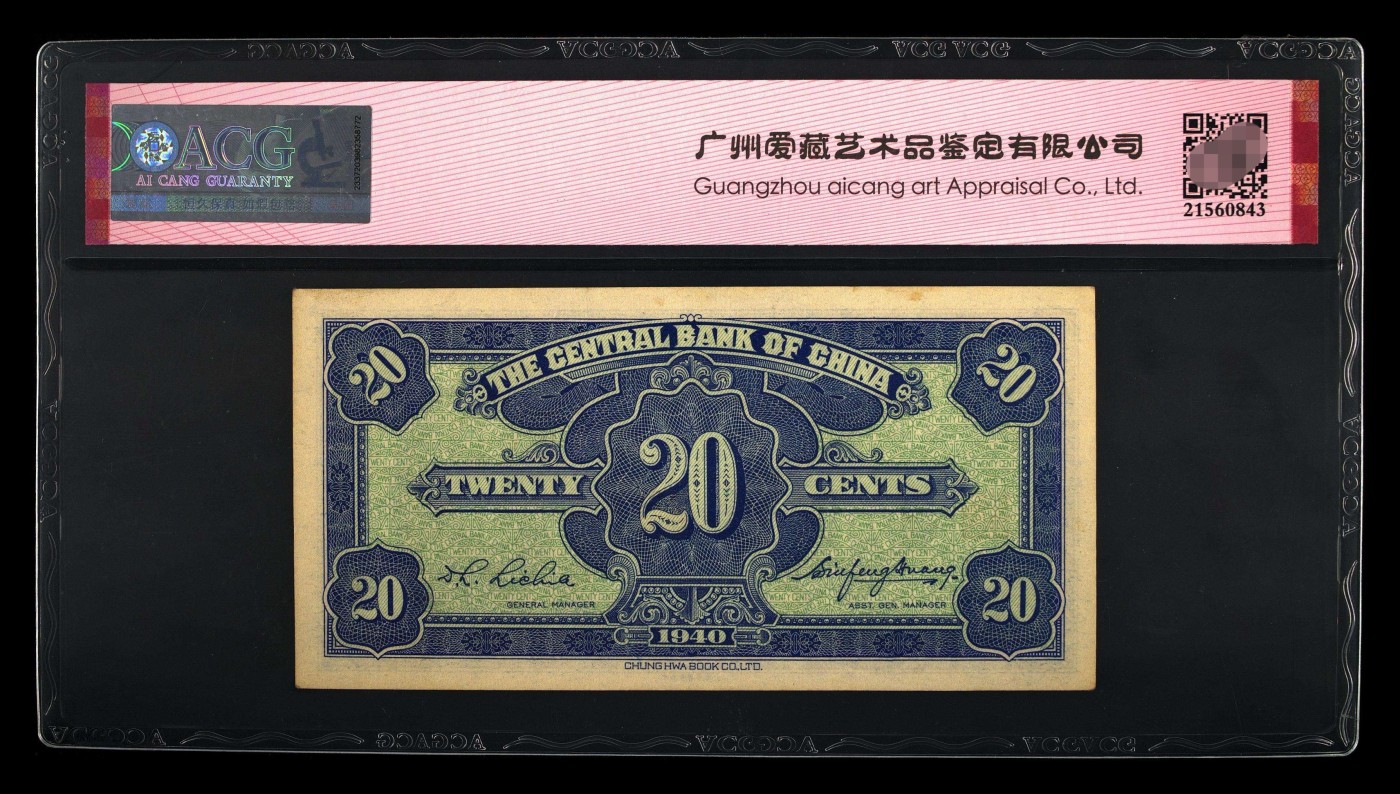 ACG
AI CANG GUARANTY
广州爱藏艺术品鉴定有限公司
Guangzhou aicang art Appraisal Co., Ltd.
21560843
THE CENTRAL BANK OF CHINA
20
20
TWENTY
20
CENTS
GENERAL MANAGER
ASST. GEN. MANAGER
20
20
1940
CHUNG HWA BOOK CO., LTD.